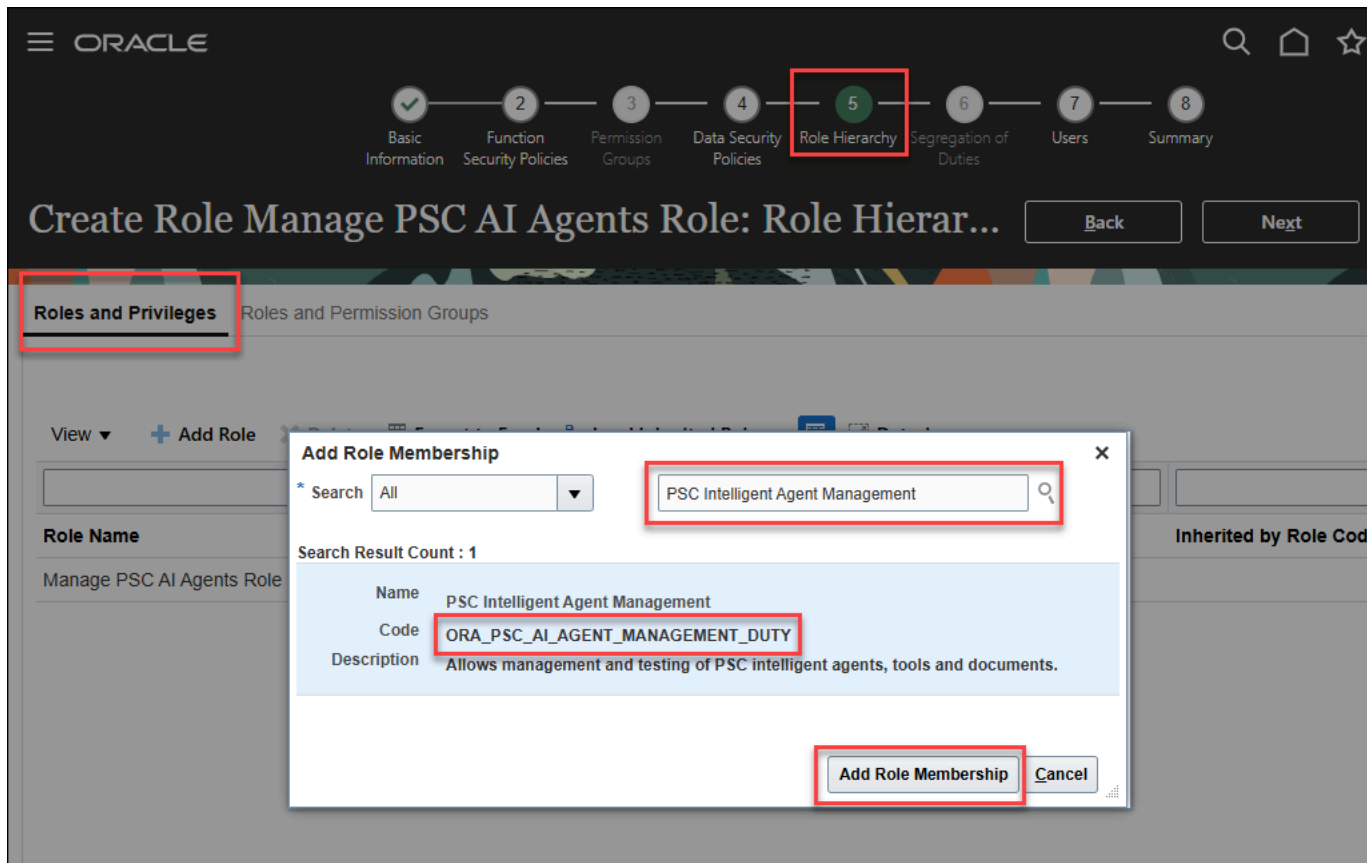 ORACLE
2 3 4 5 6 7 8
Basic Information
Function Security Policies
Permission Groups
Data Security Policies
Role Hierarchy
Segregation of Duties
Users
Summary
Create Role Manage PSC AI Agents Role: Role Hierar...
Back
Next
Roles and Privileges
Roles and Permission Groups
View
Add Role
Add Role Membership
* Search All
PSC Intelligent Agent Management
Role Name
Inherited by Role Cod
Search Result Count : 1
Manage PSC AI Agents Role
Name PSC Intelligent Agent Management
Code ORA_PSC_AI_AGENT_MANAGEMENT_DUTY
Description Allows management and testing of PSC intelligent agents, tools and documents.
Add Role Membership
Cancel